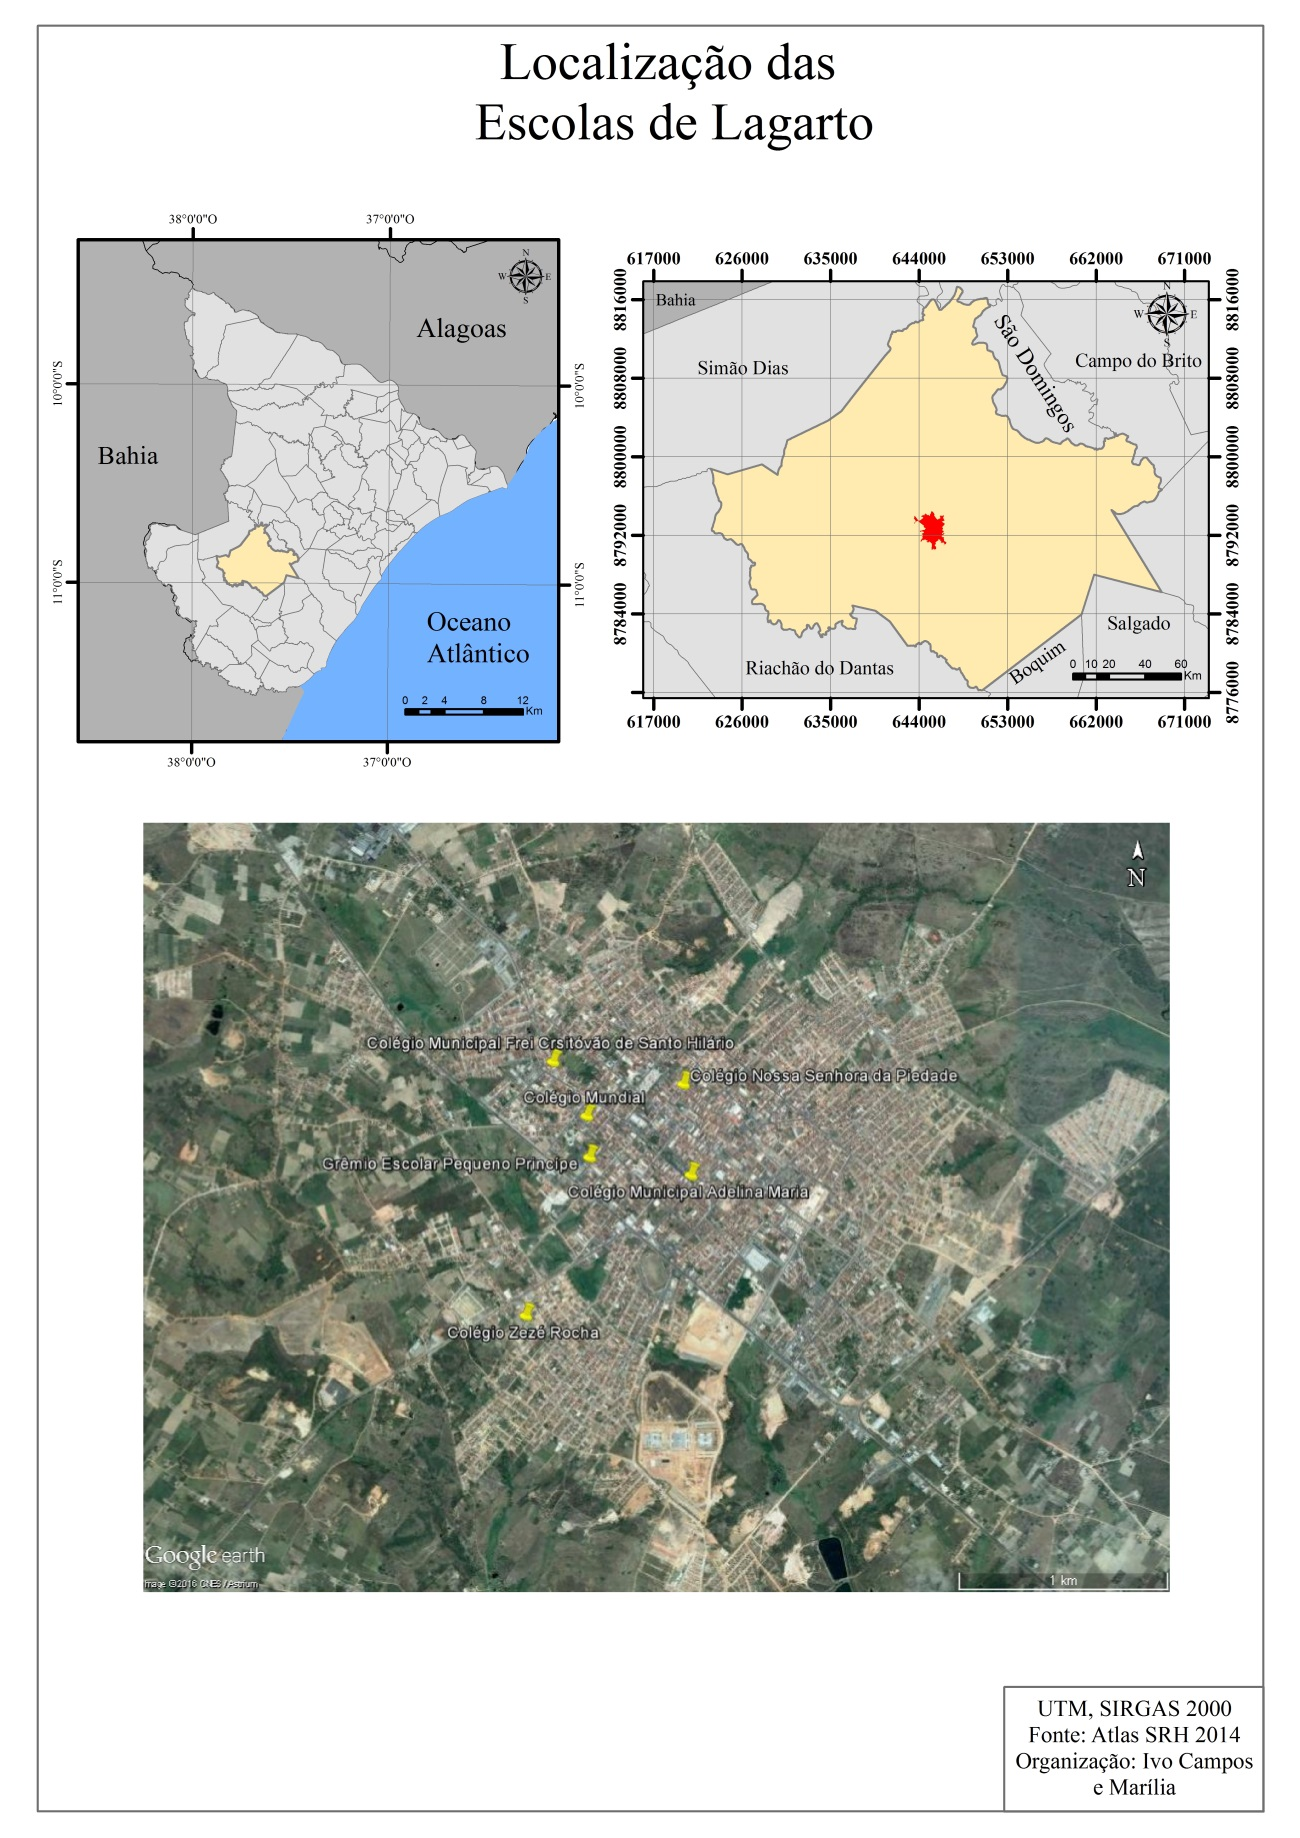 Localização das
Escolas de Lagarto
38°0'0"O
37°0'0"O
N
W
E
S
Alagoas
10°0'0"S
10°0'0"S
Bahia
11°0'0"S
11°0'0"S
Oceano
Atlântico
0 2 4 8 12
Km
38°0'0"O
37°0'0"O
617000 626000 635000 644000 653000 662000 671000
8816000
8808000
8800000
8792000
8784000
Bahia
N
W
E
S
São Domingos
Campo do Brito
Simão Dias
Salgado
Boquim
Riachão do Dantas
0 10 20 40 60
Km
8816000
8808000
8800000
8792000
8784000
8776000
617000 626000 635000 644000 653000 662000 671000
N
Colégio Municipal Frei Crsitóvão de Santo Hilário
Colégio Nossa Senhora da Piedade
Colégio Mundial
Grêmio Escolar Pequeno Principe
Colégio Municipal Adelina Maria
Colégio Zezé Rocha
Google earth
Image ©2016 CNES / Astrium
1 km
UTM, SIRGAS 2000
Fonte: Atlas SRH 2014
Organização: Ivo Campos
e Marília